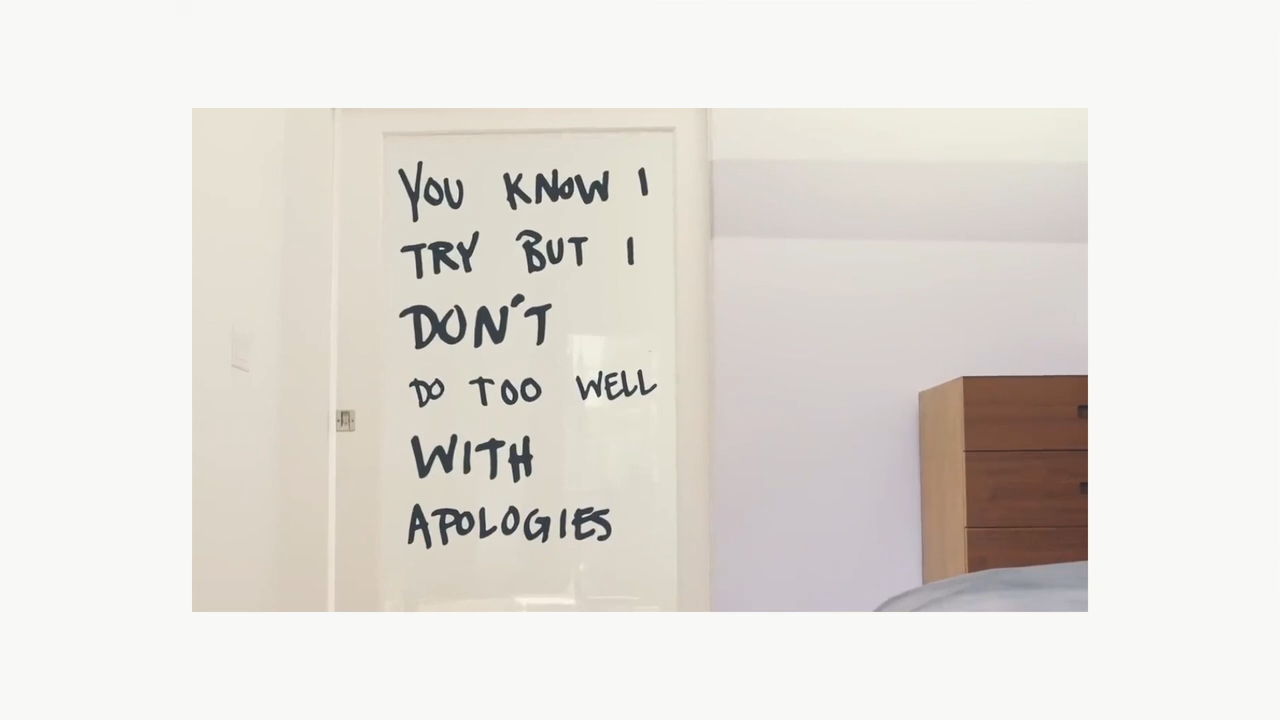 YOU KNOW I
TRY BUT I
DON'T
DO TOO WELL
WITH
APOLOGIES